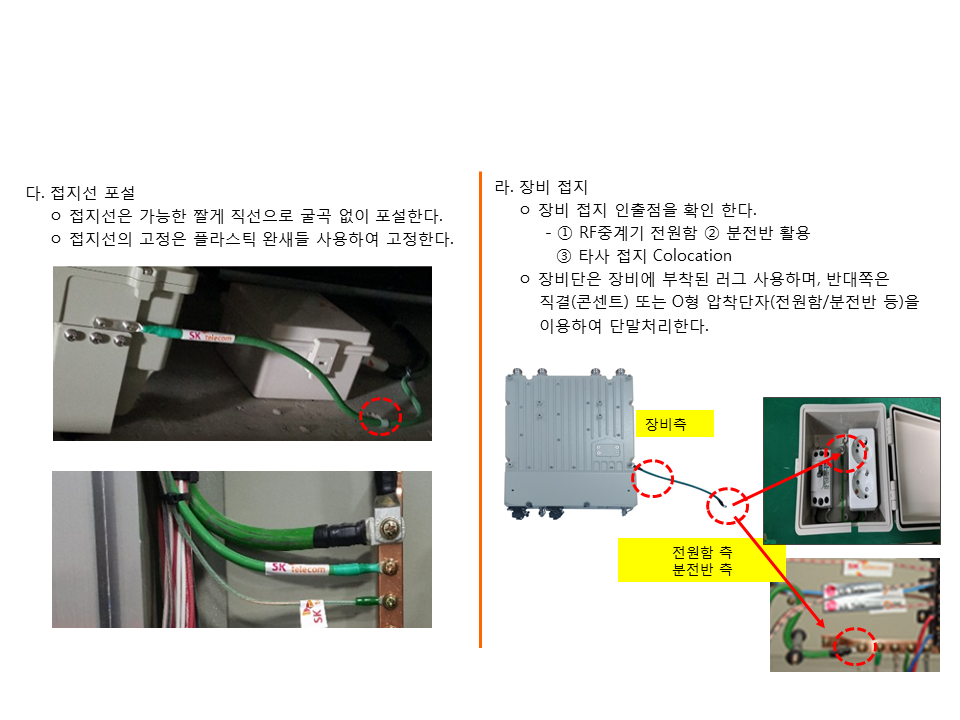 다. 접지선 포설
ㅇ 접지선은 가능한 짧게 직선으로 굴곡 없이 포설한다.
ㅇ 접지선의 고정은 플라스틱 완새들 사용하여 고정한다.
SK telecom
SK telecom
SK
라. 장비 접지
ㅇ 장비 접지 인출점을 확인 한다.
- ① RF중계기 전원함 ② 분전반 활용
③ 타사 접지 Colocation
ㅇ 장비단은 장비에 부착된 러그 사용하며, 반대쪽은
직결(콘센트) 또는 O형 압착단자(전원함/분전반 등)을
이용하여 단말처리한다.
장비측
전원함 측
분전반 측